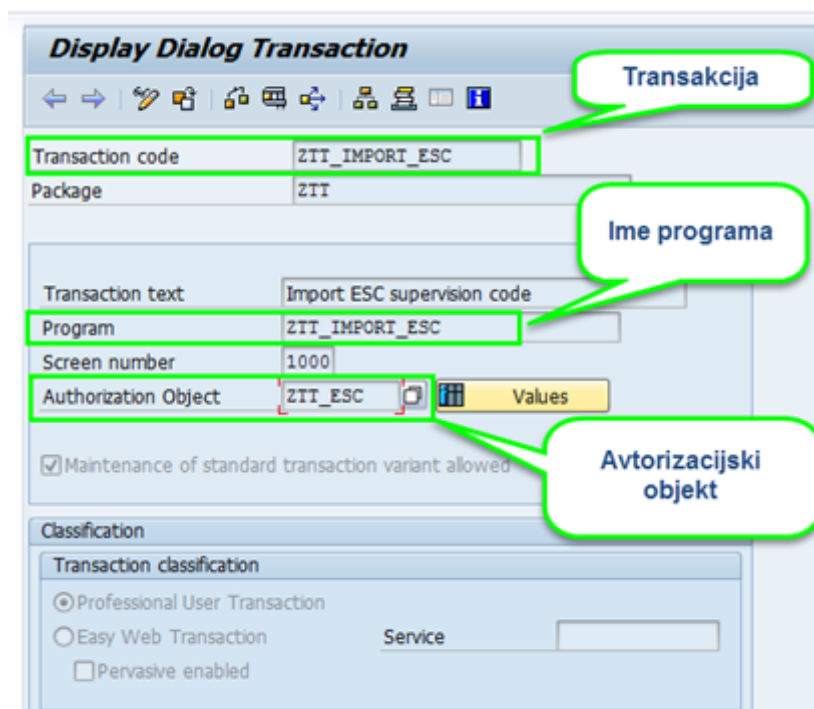 Display Dialog Transaction
Transakcija
Transaction code ZTT_IMPORT_ESC
Package ZTT
Ime programa
Transaction text Import ESC supervision code
Program ZTT_IMPORT_ESC
Screen number 1000
Authorization Object ZTT_ESC Values
Maintenance of standard transaction variant allowed
Avtorizacijski
objekt
Classification
Transaction classification
Professional User Transaction
Easy Web Transaction Service
Pervasive enabled